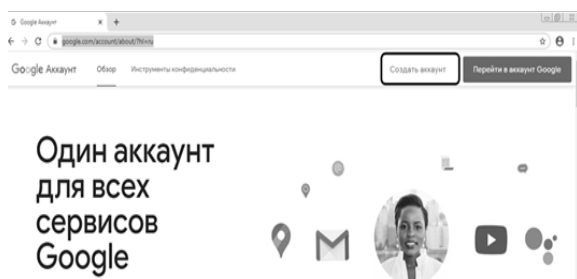 Google Аккаунт
google.com/account/about/?hl=ru
Google Аккаунт Обзор Инструменты конфиденциальности Создать аккаунт Перейти в аккаунт Google
Один аккаунт
для всех
сервисов
Google